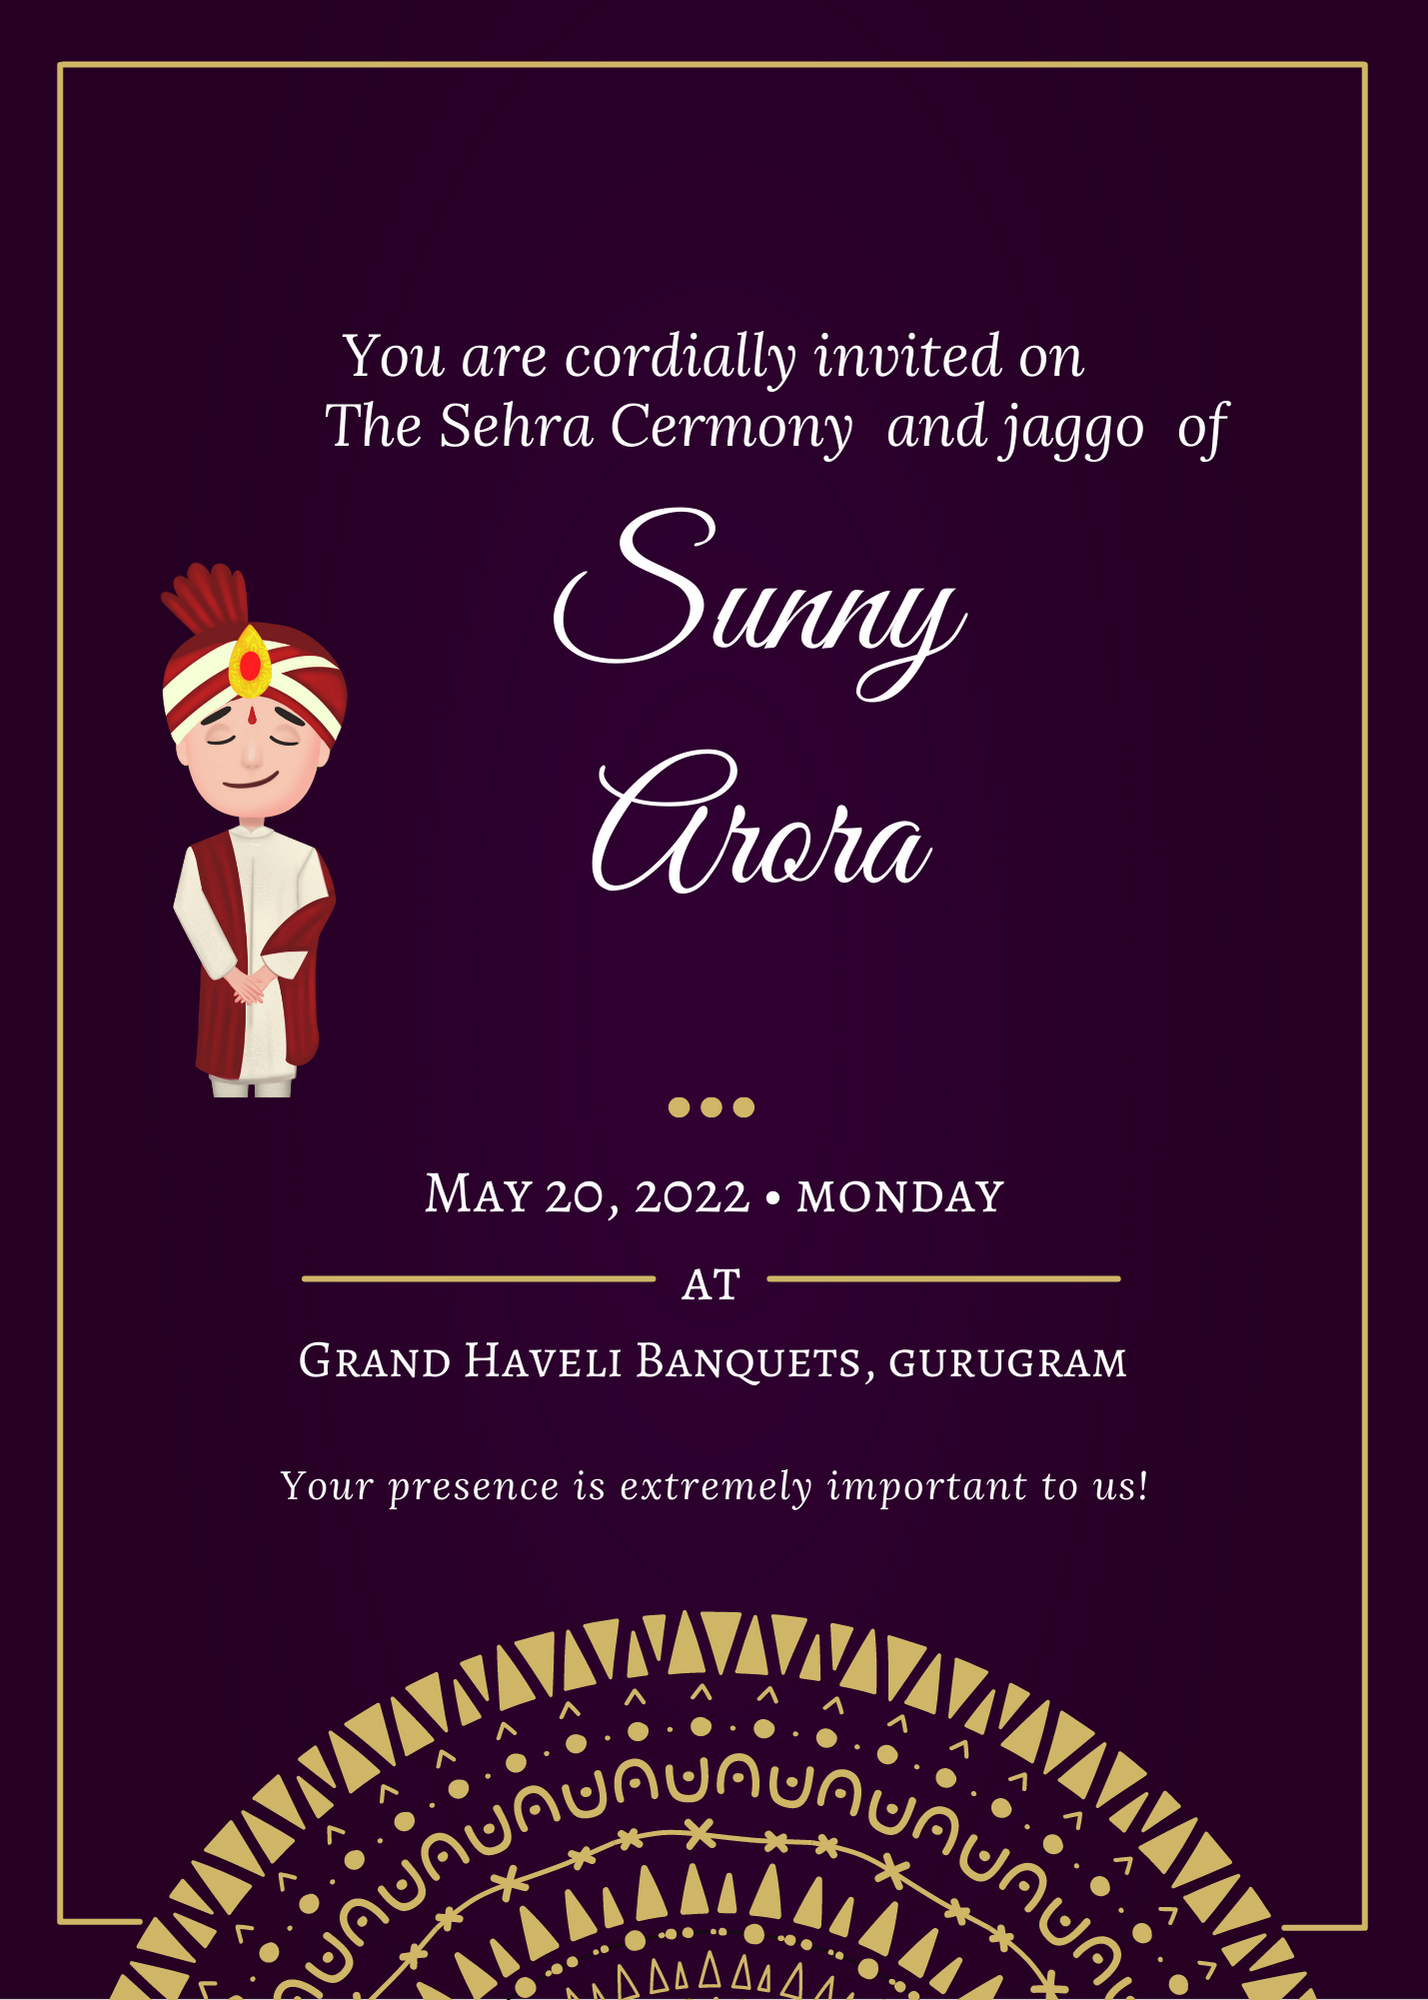 You are cordially invited on
The Sehra Cermony and jaggo of
Sunny
Arora
May 20, 2022 • monday
at
Grand Haveli Banquets, gurugram
Your presence is extremely important to us!